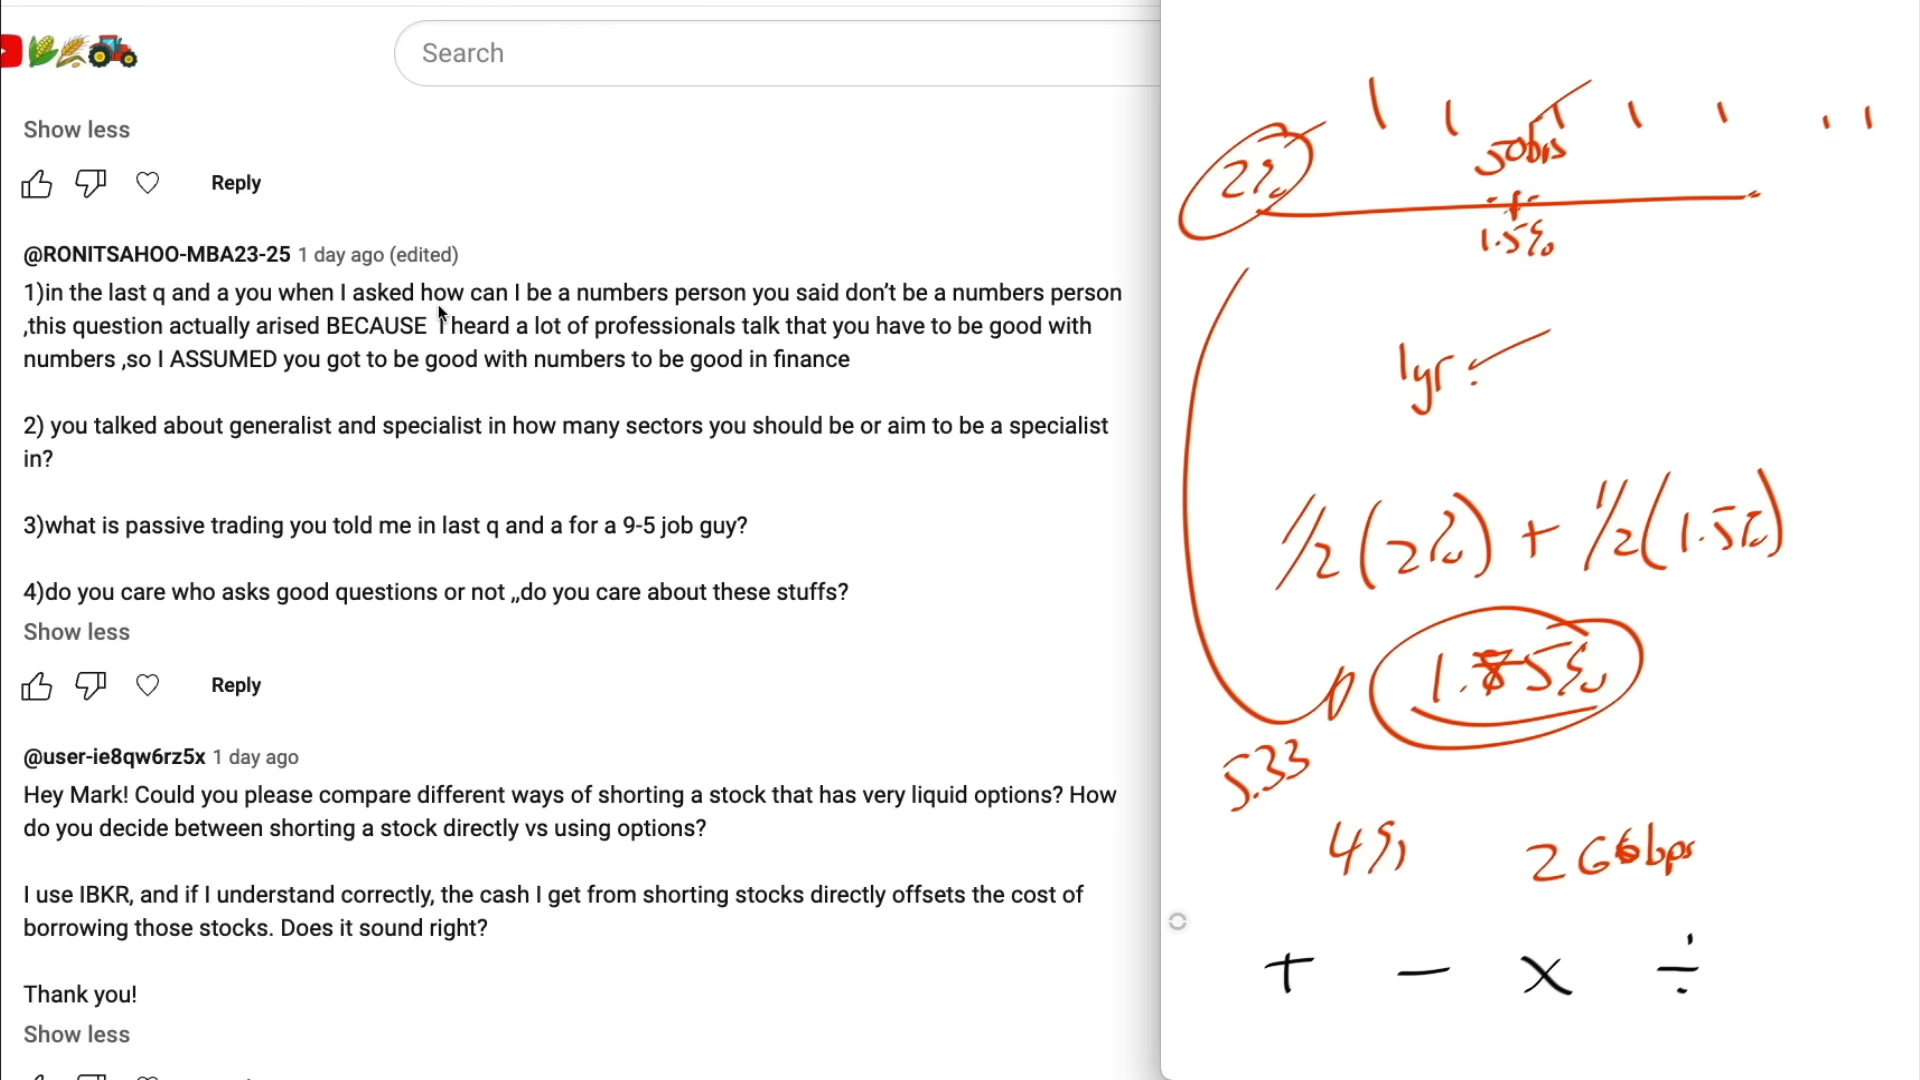 Search
Show less
Reply
@RONITSAHOO-MBA23-25 1 day ago (edited)
1)in the last q and a you when I asked how can I be a numbers person you said don’t be a numbers person
,this question actually arised BECAUSE I heard a lot of professionals talk that you have to be good with
numbers ,so I ASSUMED you got to be good with numbers to be good in finance
2) you talked about generalist and specialist in how many sectors you should be or aim to be a specialist
in?
3)what is passive trading you told me in last q and a for a 9-5 job guy?
4)do you care who asks good questions or not ,,do you care about these stuffs?
Show less
Reply
@user-ie8qw6rz5x 1 day ago
Hey Mark! Could you please compare different ways of shorting a stock that has very liquid options? How
do you decide between shorting a stock directly vs using options?
I use IBKR, and if I understand correctly, the cash I get from shorting stocks directly offsets the cost of
borrowing those stocks. Does it sound right?
Thank you!
Show less
2%
1.5%
1yr
1/2 (2%) + 1/2 (1.5%)
5.33
+ - x ÷